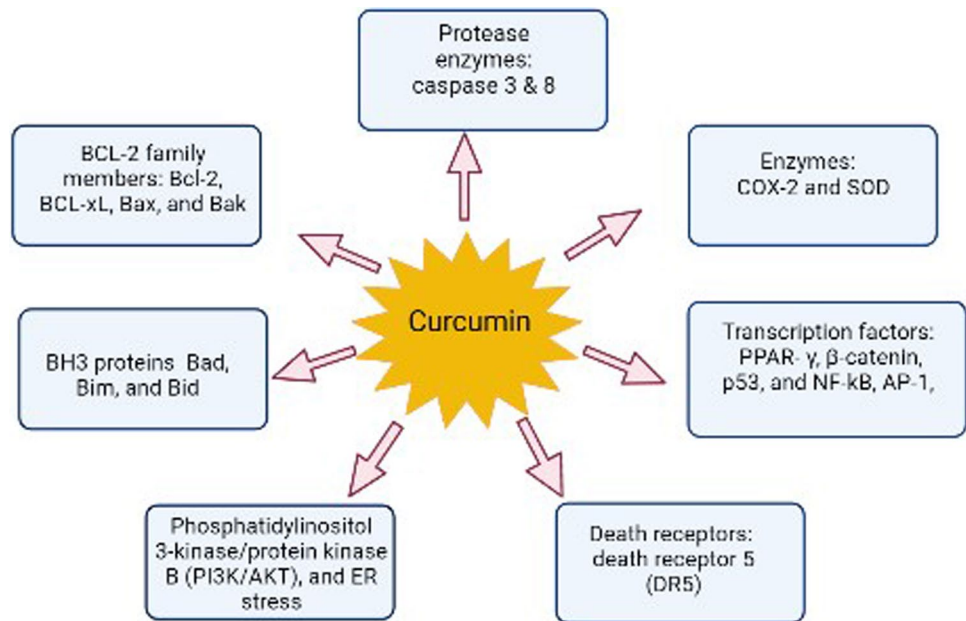 Protease
enzymes:
caspase 3 & 8
BCL-2 family
members: Bcl-2,
BCL-xL, Bax, and Bak
Enzymes:
COX-2 and SOD
Curcumin
BH3 proteins  Bad,
Bim, and Bid
Transcription factors:
PPAR- γ, β-catenin,
p53, and NF-kB, AP-1,
Phosphatidylinositol
3-kinase/protein kinase
B (PI3K/AKT), and ER
stress
Death receptors:
death receptor 5
(DR5)